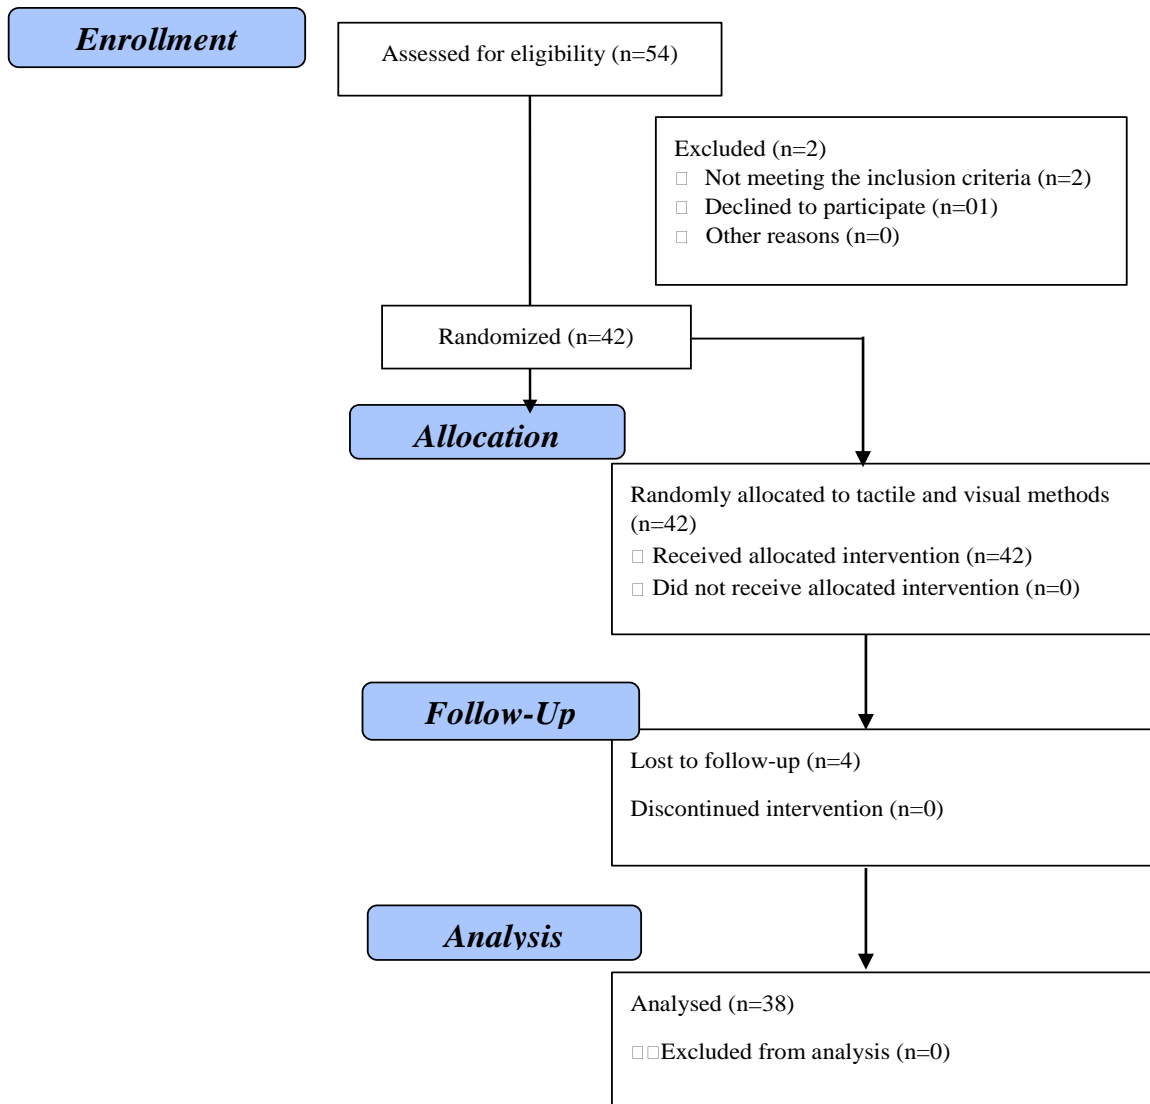 Enrollment
Assessed for eligibility (n=54)
Excluded (n=2)
□ Not meeting the inclusion criteria (n=2)
□ Declined to participate (n=01)
□ Other reasons (n=0)
Randomized (n=42)
Allocation
Randomly allocated to tactile and visual methods
(n=42)
□ Received allocated intervention (n=42)
□ Did not receive allocated intervention (n=0)
Follow-Up
Lost to follow-up (n=4)
Discontinued intervention (n=0)
Analysis
Analysed (n=38)
□□Excluded from analysis (n=0)